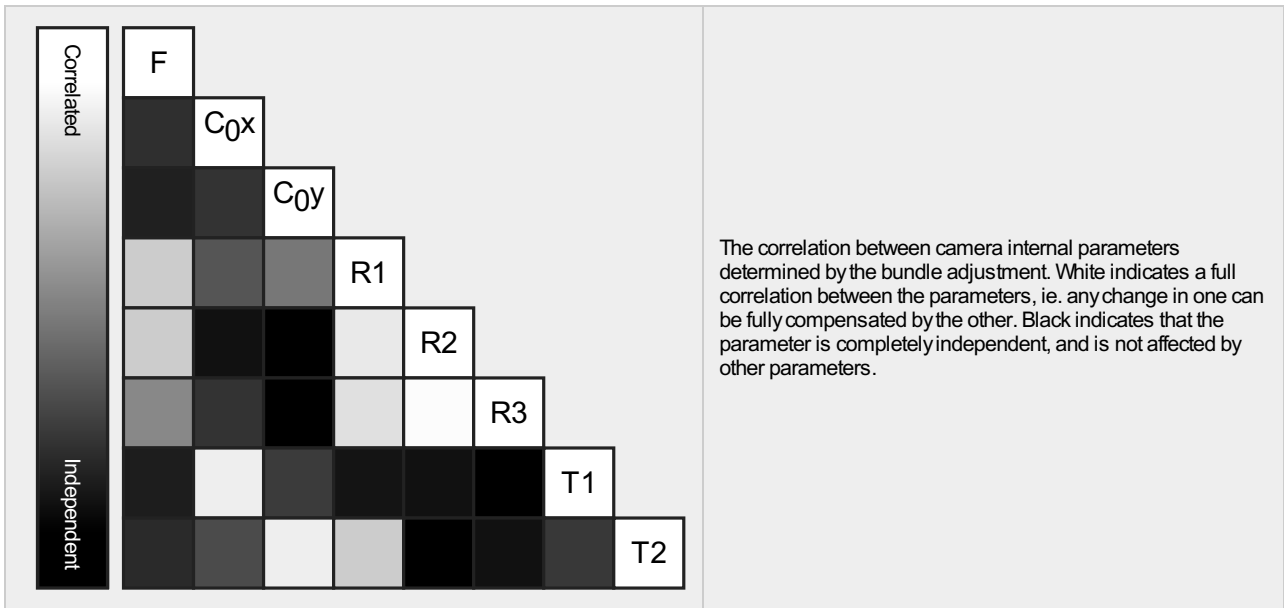 Correlated
Independent
F
C0x
C0y
R1
R2
R3
T1
T2
The correlation between camera internal parameters
determined by the bundle adjustment. White indicates a full
correlation between the parameters, ie. any change in one can
be fully compensated by the other. Black indicates that the
parameter is completely independent, and is not affected by
other parameters.